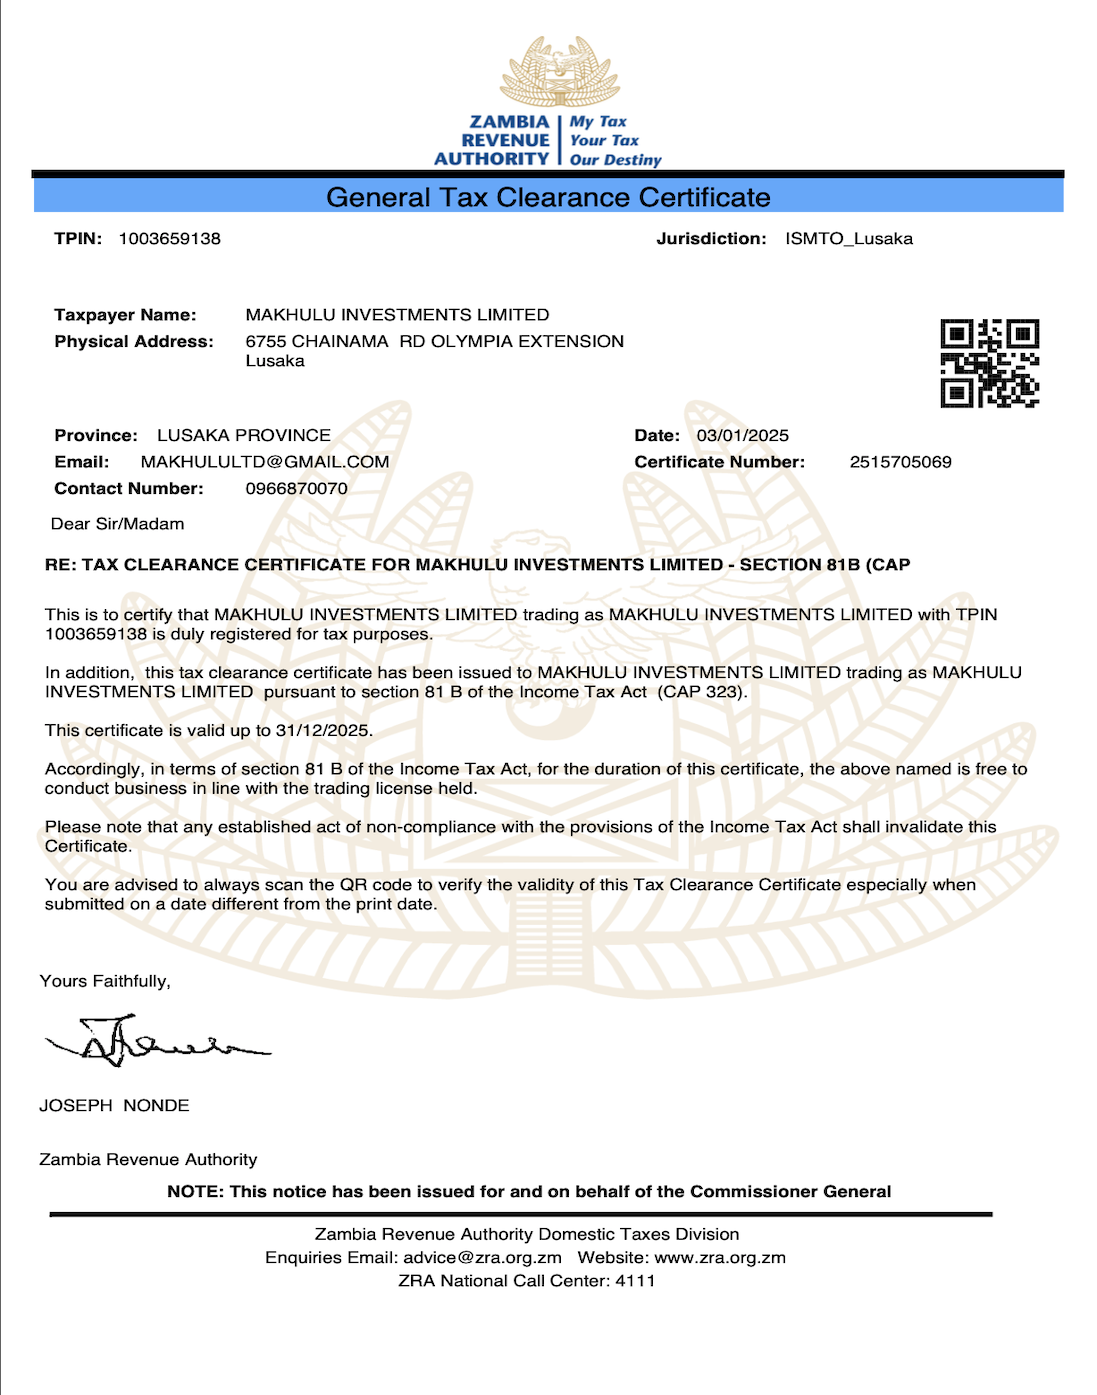 ZAMBIA
REVENUE
AUTHORITY
My Tax
Your Tax
Our Destiny
General Tax Clearance Certificate
TPIN: 1003659138 Jurisdiction: ISMTO_Lusaka
Taxpayer Name: MAKHULU INVESTMENTS LIMITED
Physical Address: 6755 CHAINAMA RD OLYMPIA EXTENSION
Lusaka
Province: LUSAKA PROVINCE Date: 03/01/2025
Email: MAKHULULTD@GMAIL.COM Certificate Number: 2515705069
Contact Number: 0966870070
Dear Sir/Madam
RE: TAX CLEARANCE CERTIFICATE FOR MAKHULU INVESTMENTS LIMITED - SECTION 81B (CAP
This is to certify that MAKHULU INVESTMENTS LIMITED trading as MAKHULU INVESTMENTS LIMITED with TPIN
1003659138 is duly registered for tax purposes.
In addition, this tax clearance certificate has been issued to MAKHULU INVESTMENTS LIMITED trading as MAKHULU
INVESTMENTS LIMITED pursuant to section 81 B of the Income Tax Act (CAP 323).
This certificate is valid up to 31/12/2025.
Accordingly, in terms of section 81 B of the Income Tax Act, for the duration of this certificate, the above named is free to
conduct business in line with the trading license held.
Please note that any established act of non-compliance with the provisions of the Income Tax Act shall invalidate this
Certificate.
You are advised to always scan the QR code to verify the validity of this Tax Clearance Certificate especially when
submitted on a date different from the print date.
Yours Faithfully,
JOSEPH NONDE
Zambia Revenue Authority
NOTE: This notice has been issued for and on behalf of the Commissioner General
Zambia Revenue Authority Domestic Taxes Division
Enquiries Email: advice@zra.org.zm Website: www.zra.org.zm
ZRA National Call Center: 4111